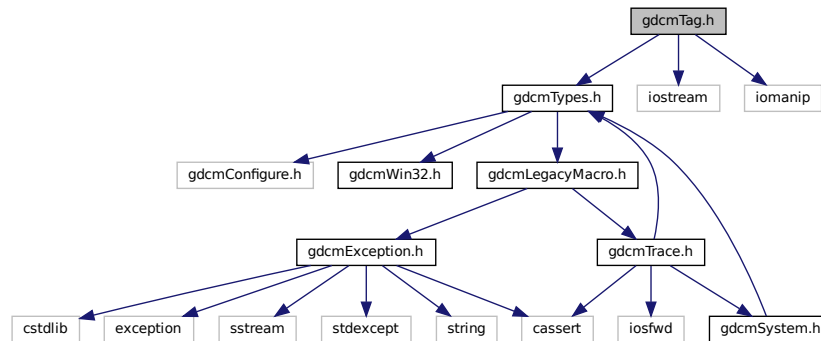 gdcmTag.h
gdcmTypes.h
iostream
iomanip
gdcmConfigure.h
gdcmWin32.h
gdcmLegacyMacro.h
gdcmException.h
gdcmTrace.h
cstdlib
exception
sstream
stdexcept
string
cassert
iosfwd
gdcmSystem.h